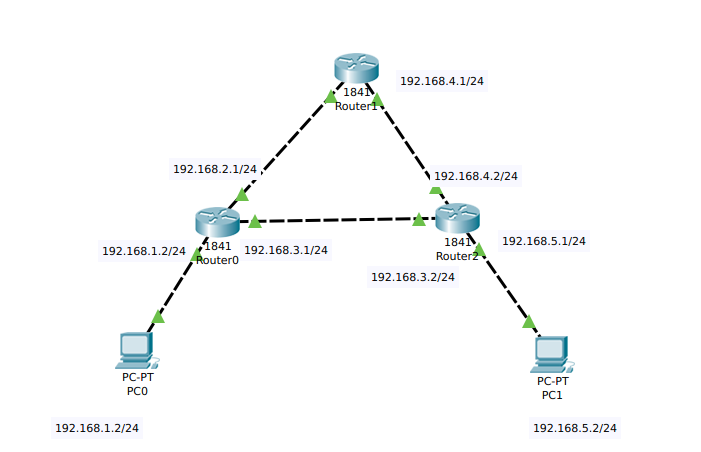 1841
Router1
192.168.4.1/24
192.168.2.1/24
192.168.4.2/24
1841
Router0
192.168.1.2/24
192.168.3.1/24
1841
Router2
192.168.5.1/24
192.168.3.2/24
PC-PT
PC0
PC-PT
PC1
192.168.1.2/24
192.168.5.2/24